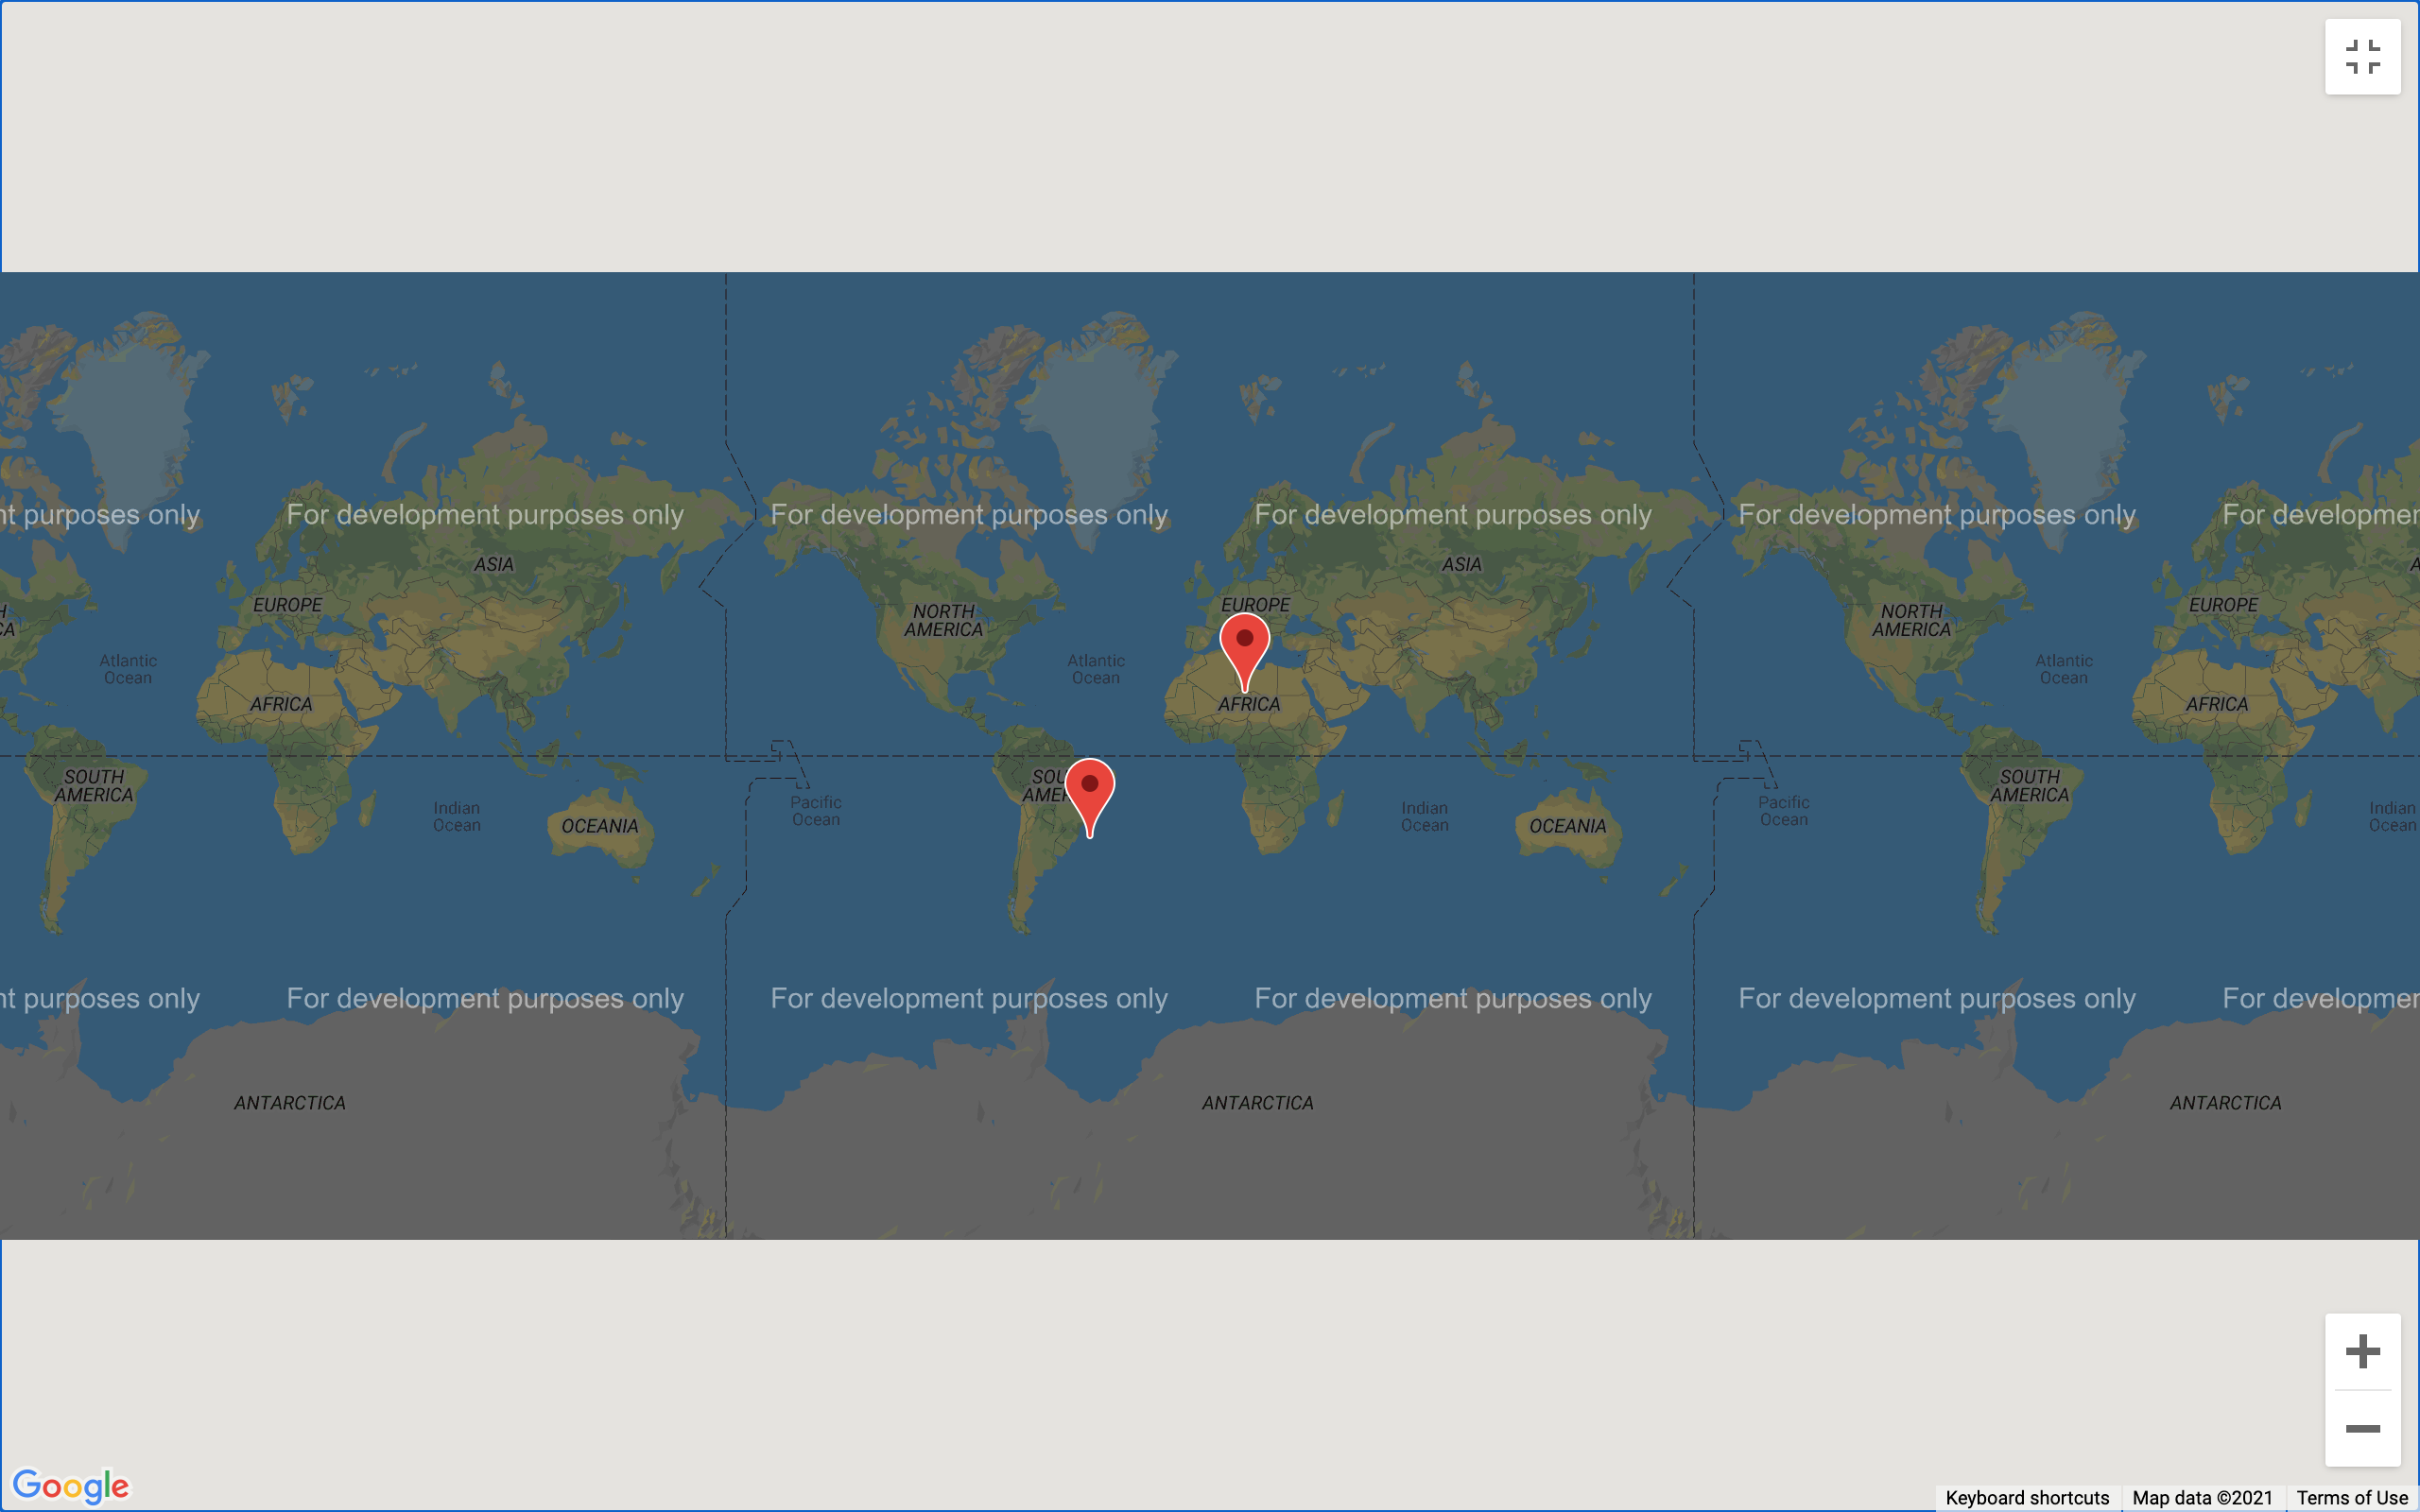 nt purposes only
For development purposes only
For development purposes only
For development purposes only
For development purposes only
For developmen
ASIA
ASIA
A
EUROPE
EUROPE
EUROPE
H
CA
NORTH
AMERICA
NORTH
AMERICA
Atlantic
Ocean
Atlantic
Ocean
Atlantic
Ocean
AFRICA
AFRICA
AFRICA
SOUTH
AMERICA
SOU
AMER
SOUTH
AMERICA
Indian
Ocean
Pacific
Ocean
Indian
Ocean
Pacific
Ocean
Indian
Ocean
OCEANIA
OCEANIA
nt purposes only
For development purposes only
For development purposes only
For development purposes only
For development purposes only
For developmen
ANTARCTICA
ANTARCTICA
ANTARCTICA
Google
Keyboard shortcuts
Map data ©2021
Terms of Use